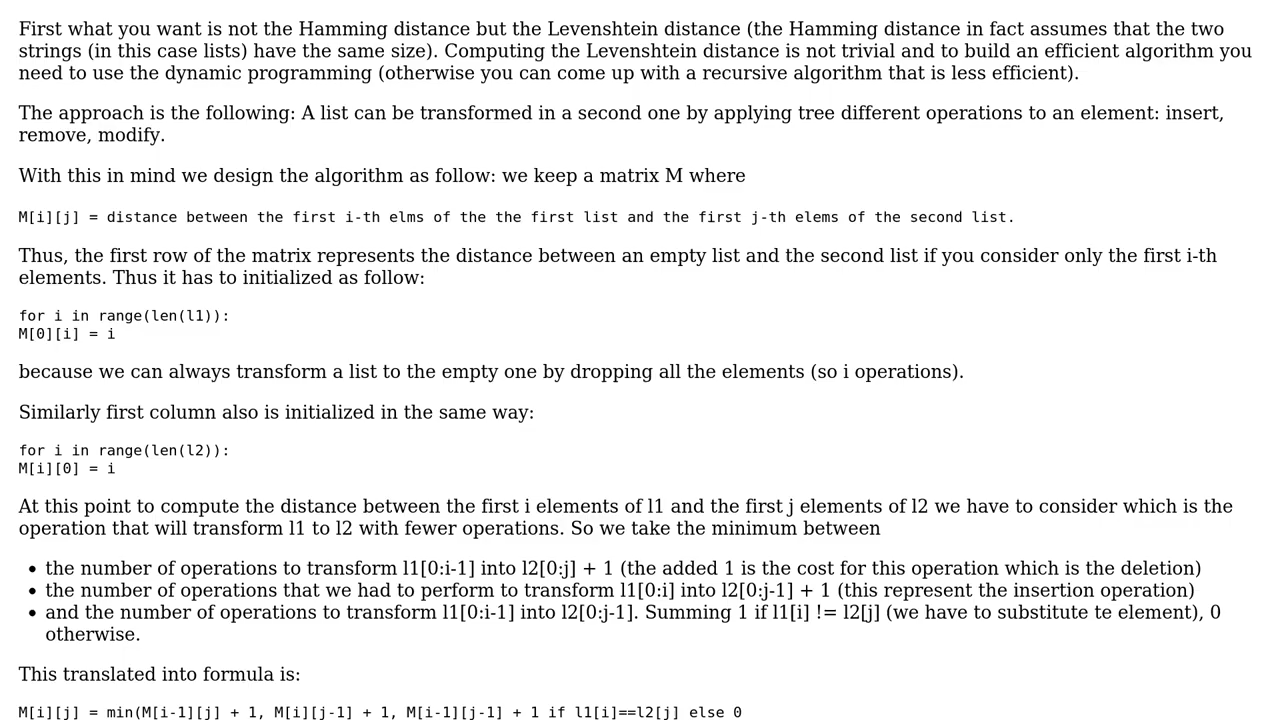 First what you want is not the Hamming distance but the Levenshtein distance (the Hamming distance in fact assumes that the two
strings (in this case lists) have the same size). Computing the Levenshtein distance is not trivial and to build an efficient algorithm you
need to use the dynamic programming (otherwise you can come up with a recursive algorithm that is less efficient).
The approach is the following: A list can be transformed in a second one by applying tree different operations to an element: insert,
remove, modify.
With this in mind we design the algorithm as follow: we keep a matrix M where
M[i][j] = distance between the first i-th elms of the the first list and the first j-th elems of the second list.
Thus, the first row of the matrix represents the distance between an empty list and the second list if you consider only the first i-th
elements. Thus it has to initialized as follow:
for i in range(len(l1)):
M[0][i] = i
because we can always transform a list to the empty one by dropping all the elements (so i operations).
Similarly first column also is initialized in the same way:
for i in range(len(l2)):
M[i][0] = i
At this point to compute the distance between the first i elements of l1 and the first j elements of l2 we have to consider which is the
operation that will transform l1 to l2 with fewer operations. So we take the minimum between
• the number of operations to transform l1[0:i-1] into l2[0:j] + 1 (the added 1 is the cost for this operation which is the deletion)
• the number of operations that we had to perform to transform l1[0:i] into l2[0:j-1] + 1 (this represent the insertion operation)
• and the number of operations to transform l1[0:i-1] into l2[0:j-1]. Summing 1 if l1[i] != l2[j] (we have to substitute te element), 0
otherwise.
This translated into formula is:
M[i][j] = min(M[i-1][j] + 1, M[i][j-1] + 1, M[i-1][j-1] + 1 if l1[i]==l2[j] else 0